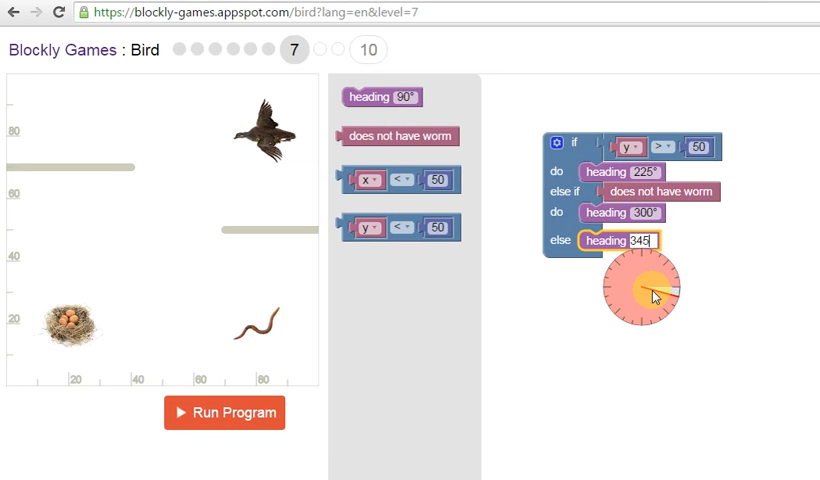 https://blockly-games.appspot.com/bird?lang=en&level=7
Blockly Games : Bird 7 10
80
60
40
20
20 40 60 80
Run Program
heading 90°
does not have worm
x < 50
y < 50
if y > 50
do heading 225°
else if does not have worm
do heading 300°
else heading 345